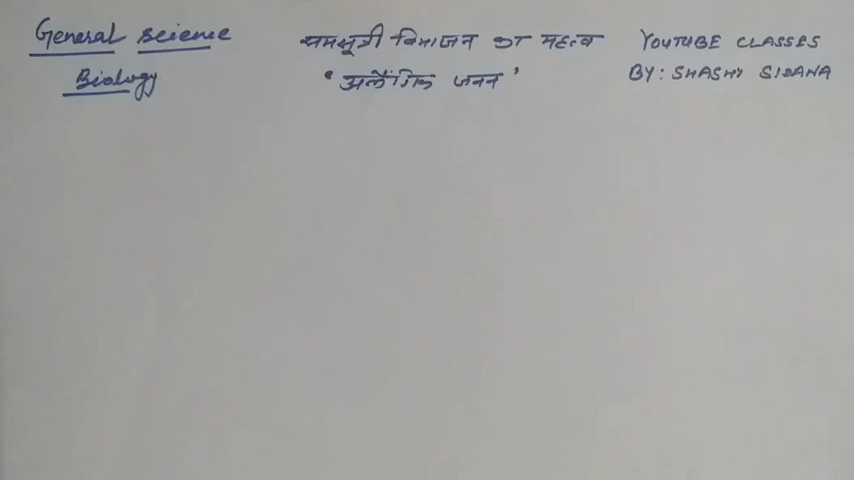 General Science
Biology
समसूत्री विभाजन का महत्व
'अलैंगिक जनन'
YOUTUBE CLASSES
BY: SHASHI SIDANA